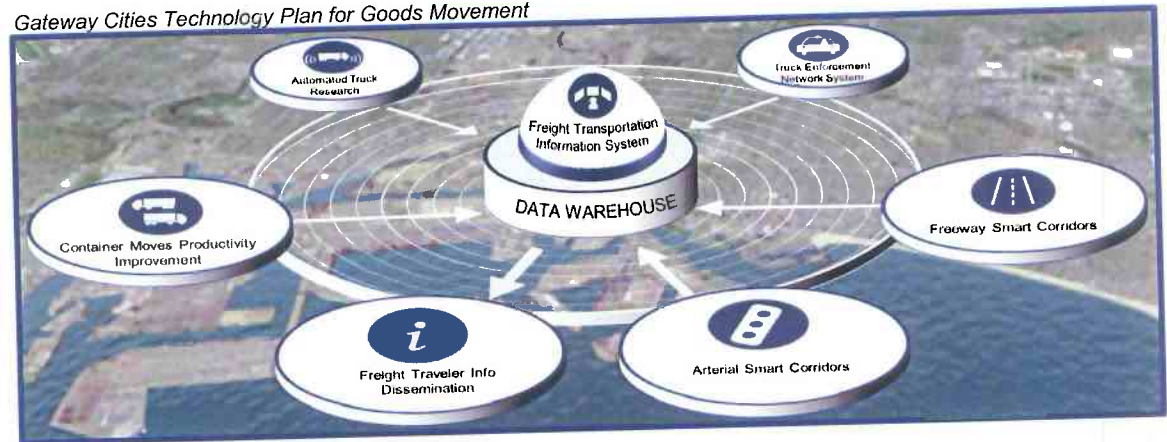 Gateway Cities Technology Plan for Goods Movement
Automated Truck
Research
Truck Enforcement
Network System
Freight Transportation
Information System
DATA WAREHOUSE
Container Moves Productivity
Improvement
Freeway Smart Corridors
i
Freight Traveler Info
Dissemination
Arterial Smart Corridors